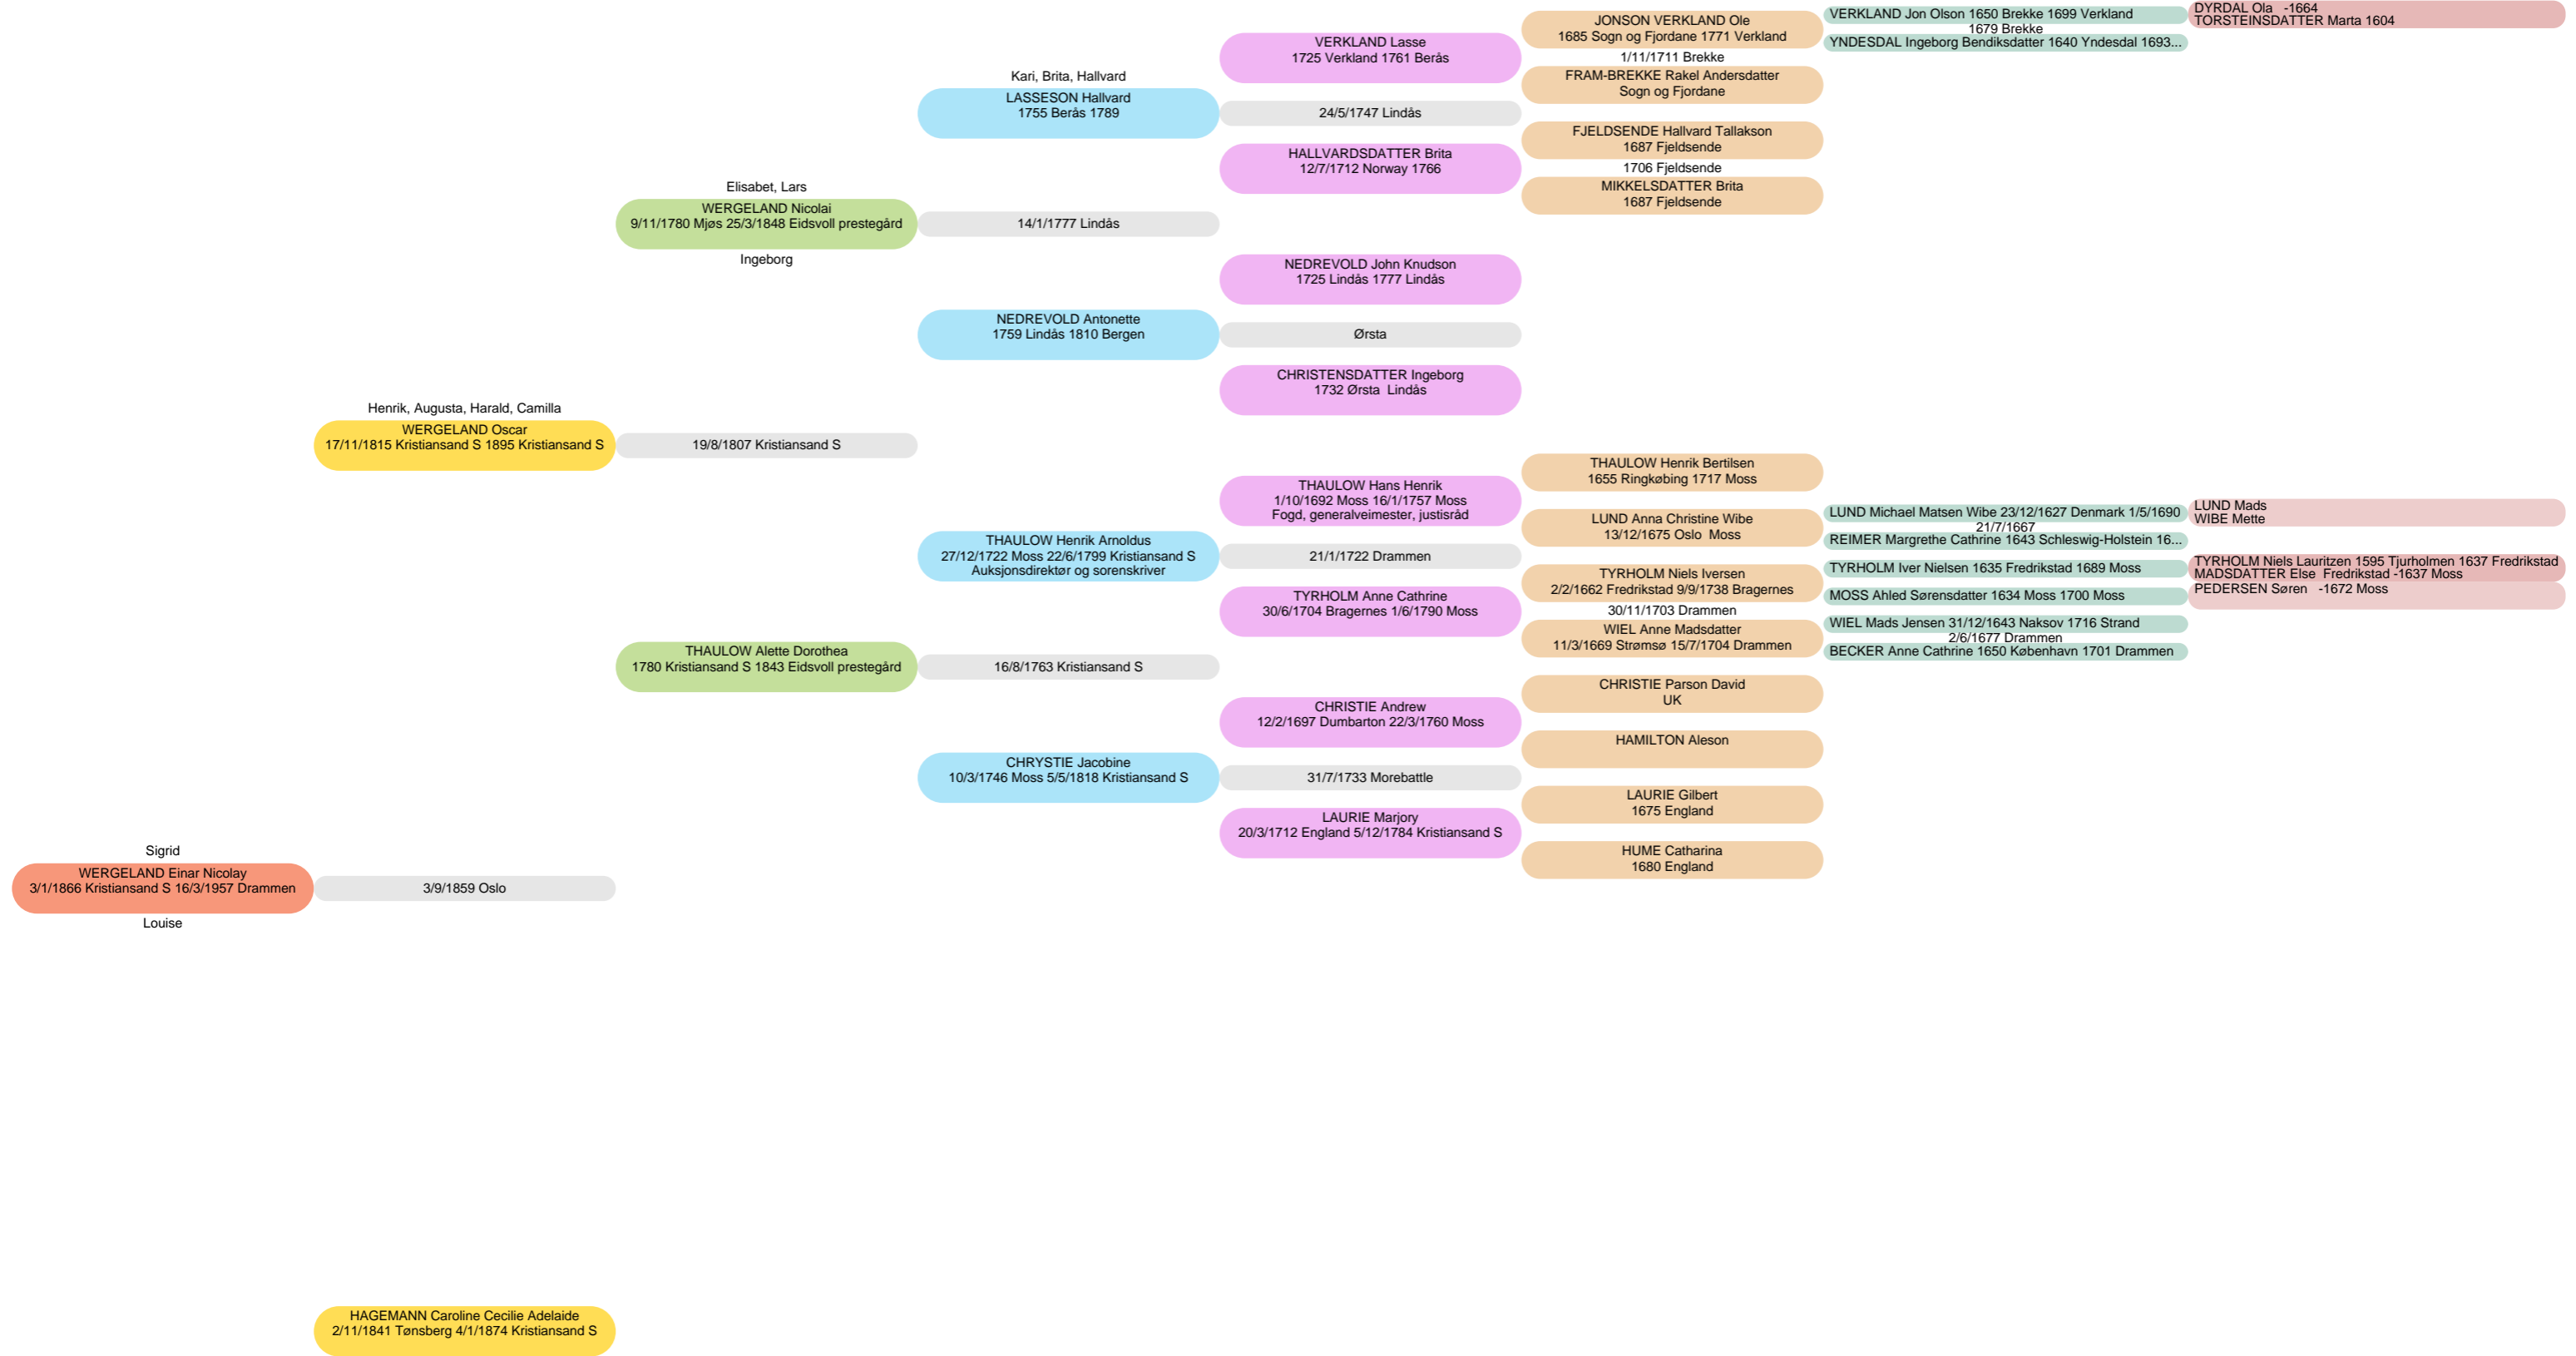 Sigrid
WERGELAND Einar Nicolay
3/1/1866 Kristiansand S 16/3/1957 Drammen
Louise
Henrik, Augusta, Harald, Camilla
WERGELAND Oscar
17/11/1815 Kristiansand S 1895 Kristiansand S
3/9/1859 Oslo
HAGEMANN Caroline Cecilie Adelaide
2/11/1841 Tønsberg 4/1/1874 Kristiansand S
Elisabet, Lars
WERGELAND Nicolai
9/11/1780 Mjøs 25/3/1848 Eidsvoll prestegård
Ingeborg
19/8/1807 Kristiansand S
THAULOW Alette Dorothea
1780 Kristiansand S 1843 Eidsvoll prestegård
Kari, Brita, Hallvard
LASSESON Hallvard
1755 Berås 1789
14/1/1777 Lindås
NEDREVOLD Antonette
1759 Lindås 1810 Bergen
THAULOW Henrik Arnoldus
27/12/1722 Moss 22/6/1799 Kristiansand S
Auksjonsdirektør og sorenskriver
16/8/1763 Kristiansand S
CHRYSTIE Jacobine
10/3/1746 Moss 5/5/1818 Kristiansand S
VERKLAND Lasse
1725 Verkland 1761 Berås
24/5/1747 Lindås
HALLVARDSDATTER Brita
12/7/1712 Norway 1766
NEDREVOLD John Knudson
1725 Lindås 1777 Lindås
Ørsta
CHRISTENSDATTER Ingeborg
1732 Ørsta  Lindås
THAULOW Hans Henrik
1/10/1692 Moss 16/1/1757 Moss
Fogd, generalveimester, justisråd
21/1/1722 Drammen
TYRHOLM Anne Cathrine
30/6/1704 Bragernes 1/6/1790 Moss
CHRISTIE Andrew
12/2/1697 Dumbarton 22/3/1760 Moss
31/7/1733 Morebattle
LAURIE Marjory
20/3/1712 England 5/12/1784 Kristiansand S
JONSON VERKLAND Ole
1685 Sogn og Fjordane 1771 Verkland
1/11/1711 Brekke
FRAM-BREKKE Rakel Andersdatter
Sogn og Fjordane
FJELDSENDE Hallvard Tallakson
1687 Fjeldsende
1706 Fjeldsende
MIKKELSDATTER Brita
1687 Fjeldsende
THAULOW Henrik Bertilsen
1655 Ringkøbing 1717 Moss
LUND Anna Christine Wibe
13/12/1675 Oslo  Moss
TYRHOLM Niels Iversen
2/2/1662 Fredrikstad 9/9/1738 Bragernes
30/11/1703 Drammen
WIEL Anne Madsdatter
11/3/1669 Strømsø 15/7/1704 Drammen
CHRISTIE Parson David
UK
HAMILTON Aleson
LAURIE Gilbert
1675 England
HUME Catharina
1680 England
VERKLAND Jon Olson 1650 Brekke 1699 Verkland
1679 Brekke
YNDESDAL Ingeborg Bendiksdatter 1640 Yndesdal 1693...
LUND Michael Matsen Wibe 23/12/1627 Denmark 1/5/1690
21/7/1667
REIMER Margrethe Cathrine 1643 Schleswig-Holstein 16...
TYRHOLM Iver Nielsen 1635 Fredrikstad 1689 Moss
MOSS Ahled Sørensdatter 1634 Moss 1700 Moss
WIEL Mads Jensen 31/12/1643 Naksov 1716 Strand
2/6/1677 Drammen
BECKER Anne Cathrine 1650 København 1701 Drammen
DYRDAL Ola   -1664
TORSTEINSDATTER Marta 1604
LUND Mads
WIBE Mette
TYRHOLM Niels Lauritzen 1595 Tjurholmen 1637 Fredrikstad
MADSDATTER Else  Fredrikstad -1637 Moss
PEDERSEN Søren   -1672 Moss